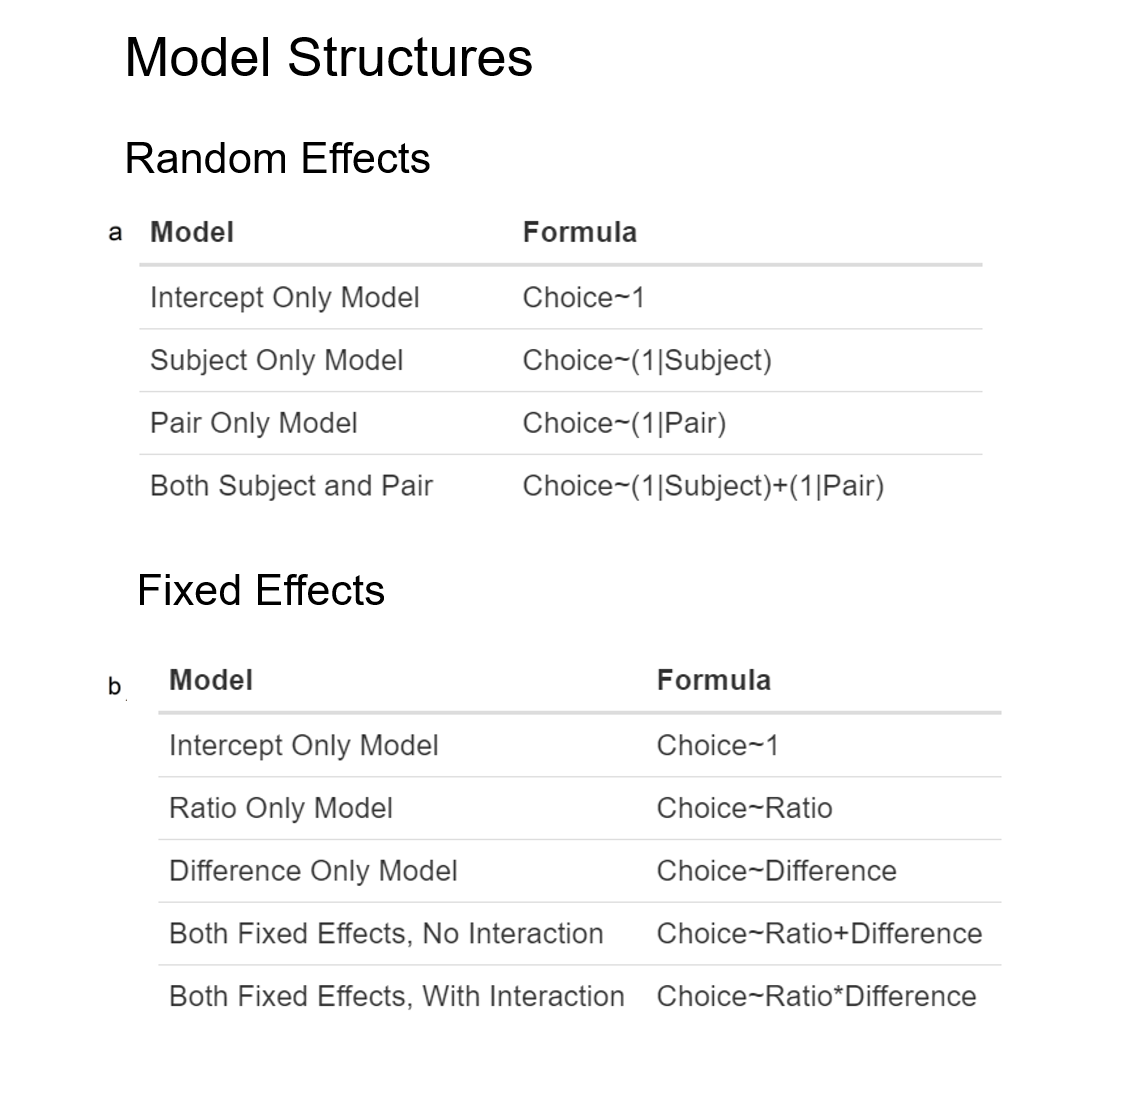 Model Structures
Random Effects
a Model Formula
Intercept Only Model Choice~1
Subject Only Model Choice~(1|Subject)
Pair Only Model Choice~(1|Pair)
Both Subject and Pair Choice~(1|Subject)+(1|Pair)
Fixed Effects
b Model Formula
Intercept Only Model Choice~1
Ratio Only Model Choice~Ratio
Difference Only Model Choice~Difference
Both Fixed Effects, No Interaction Choice~Ratio+Difference
Both Fixed Effects, With Interaction Choice~Ratio*Difference